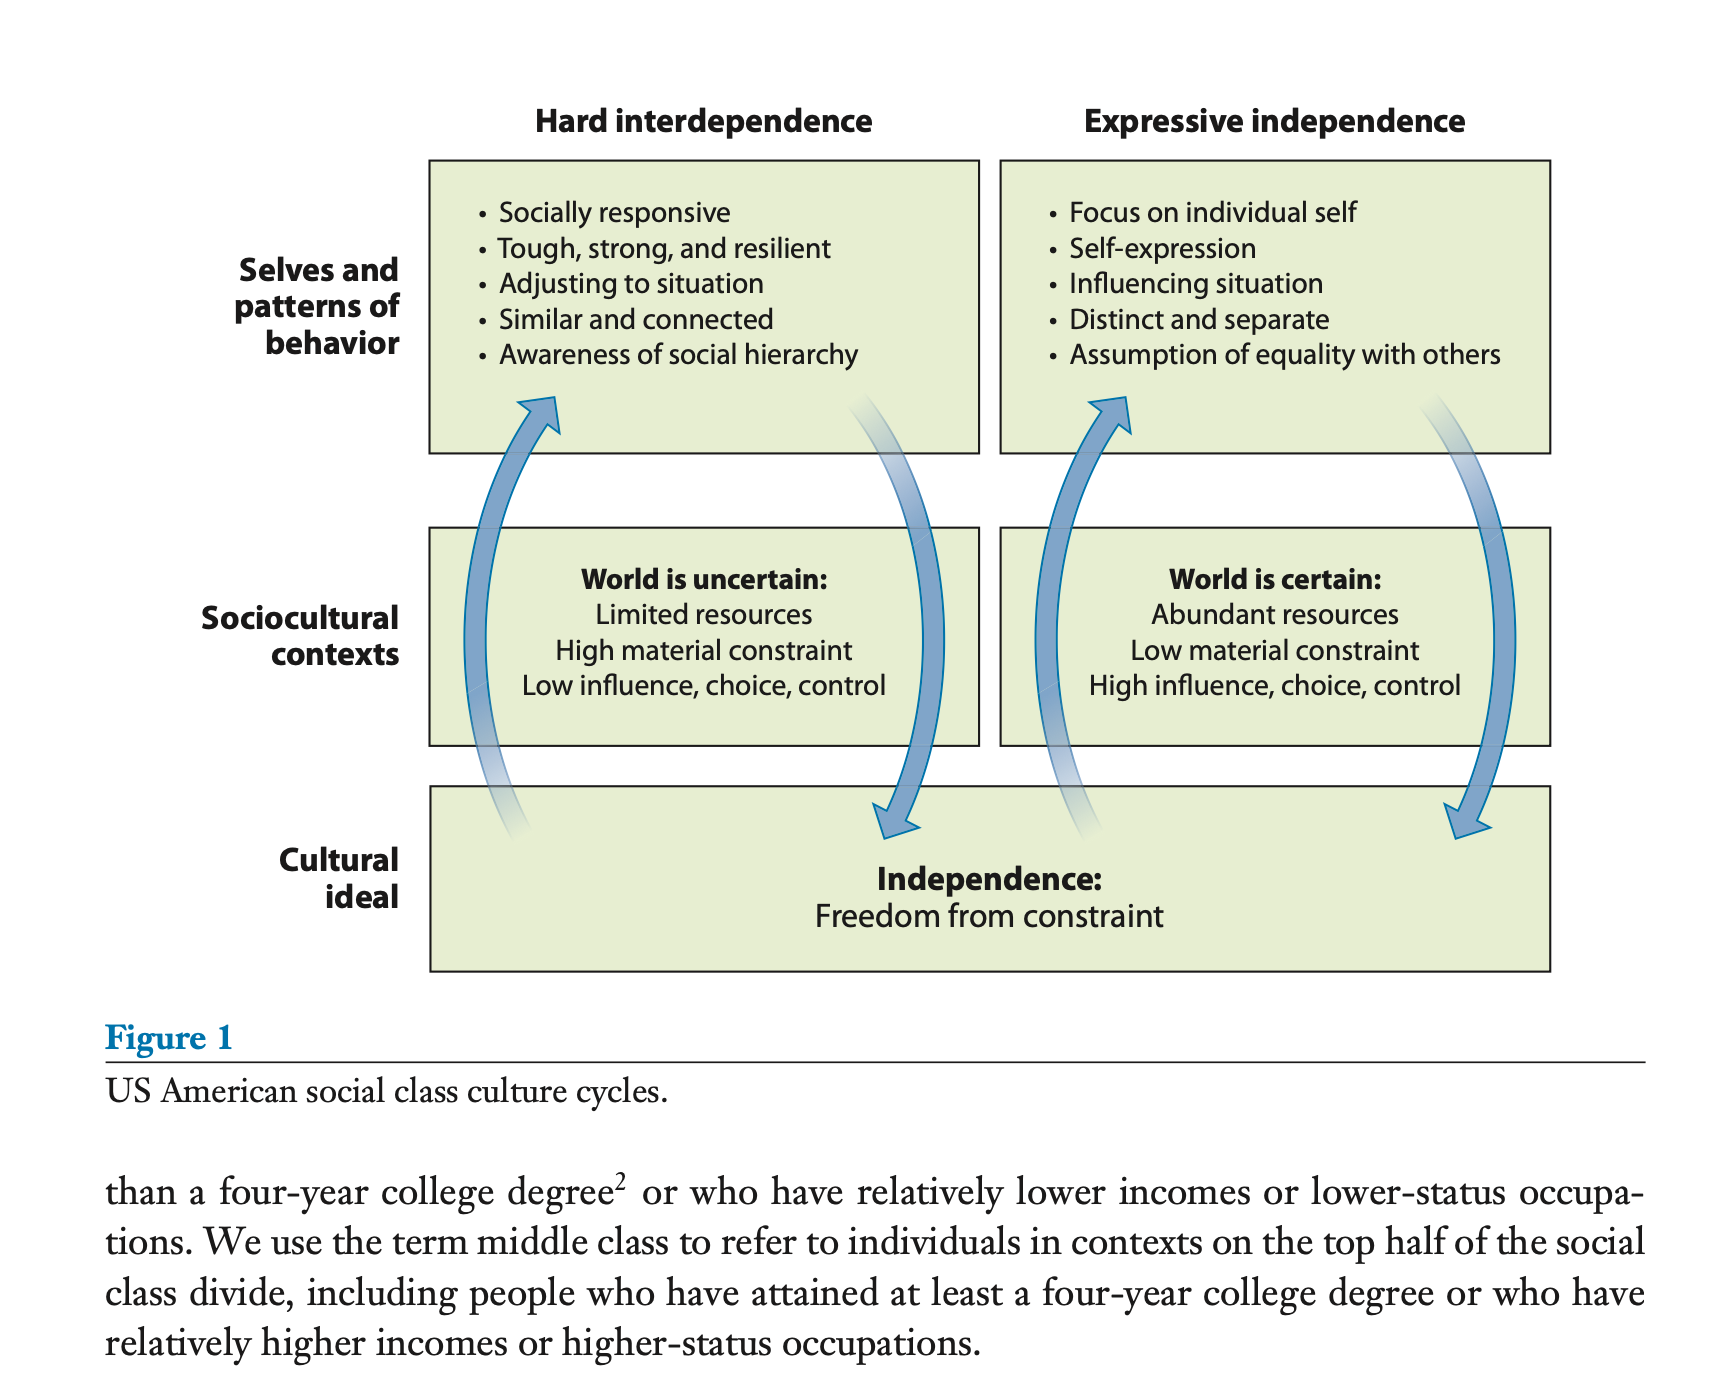 Hard interdependence
Expressive independence
Selves and
patterns of
behavior
• Socially responsive
• Tough, strong, and resilient
• Adjusting to situation
• Similar and connected
• Awareness of social hierarchy
• Focus on individual self
• Self-expression
• Influencing situation
• Distinct and separate
• Assumption of equality with others
Sociocultural
contexts
World is uncertain:
Limited resources
High material constraint
Low influence, choice, control
World is certain:
Abundant resources
Low material constraint
High influence, choice, control
Cultural
ideal
Independence:
Freedom from constraint
Figure 1
US American social class culture cycles.
than a four-year college degree² or who have relatively lower incomes or lower-status occupa-
tions. We use the term middle class to refer to individuals in contexts on the top half of the social
class divide, including people who have attained at least a four-year college degree or who have
relatively higher incomes or higher-status occupations.